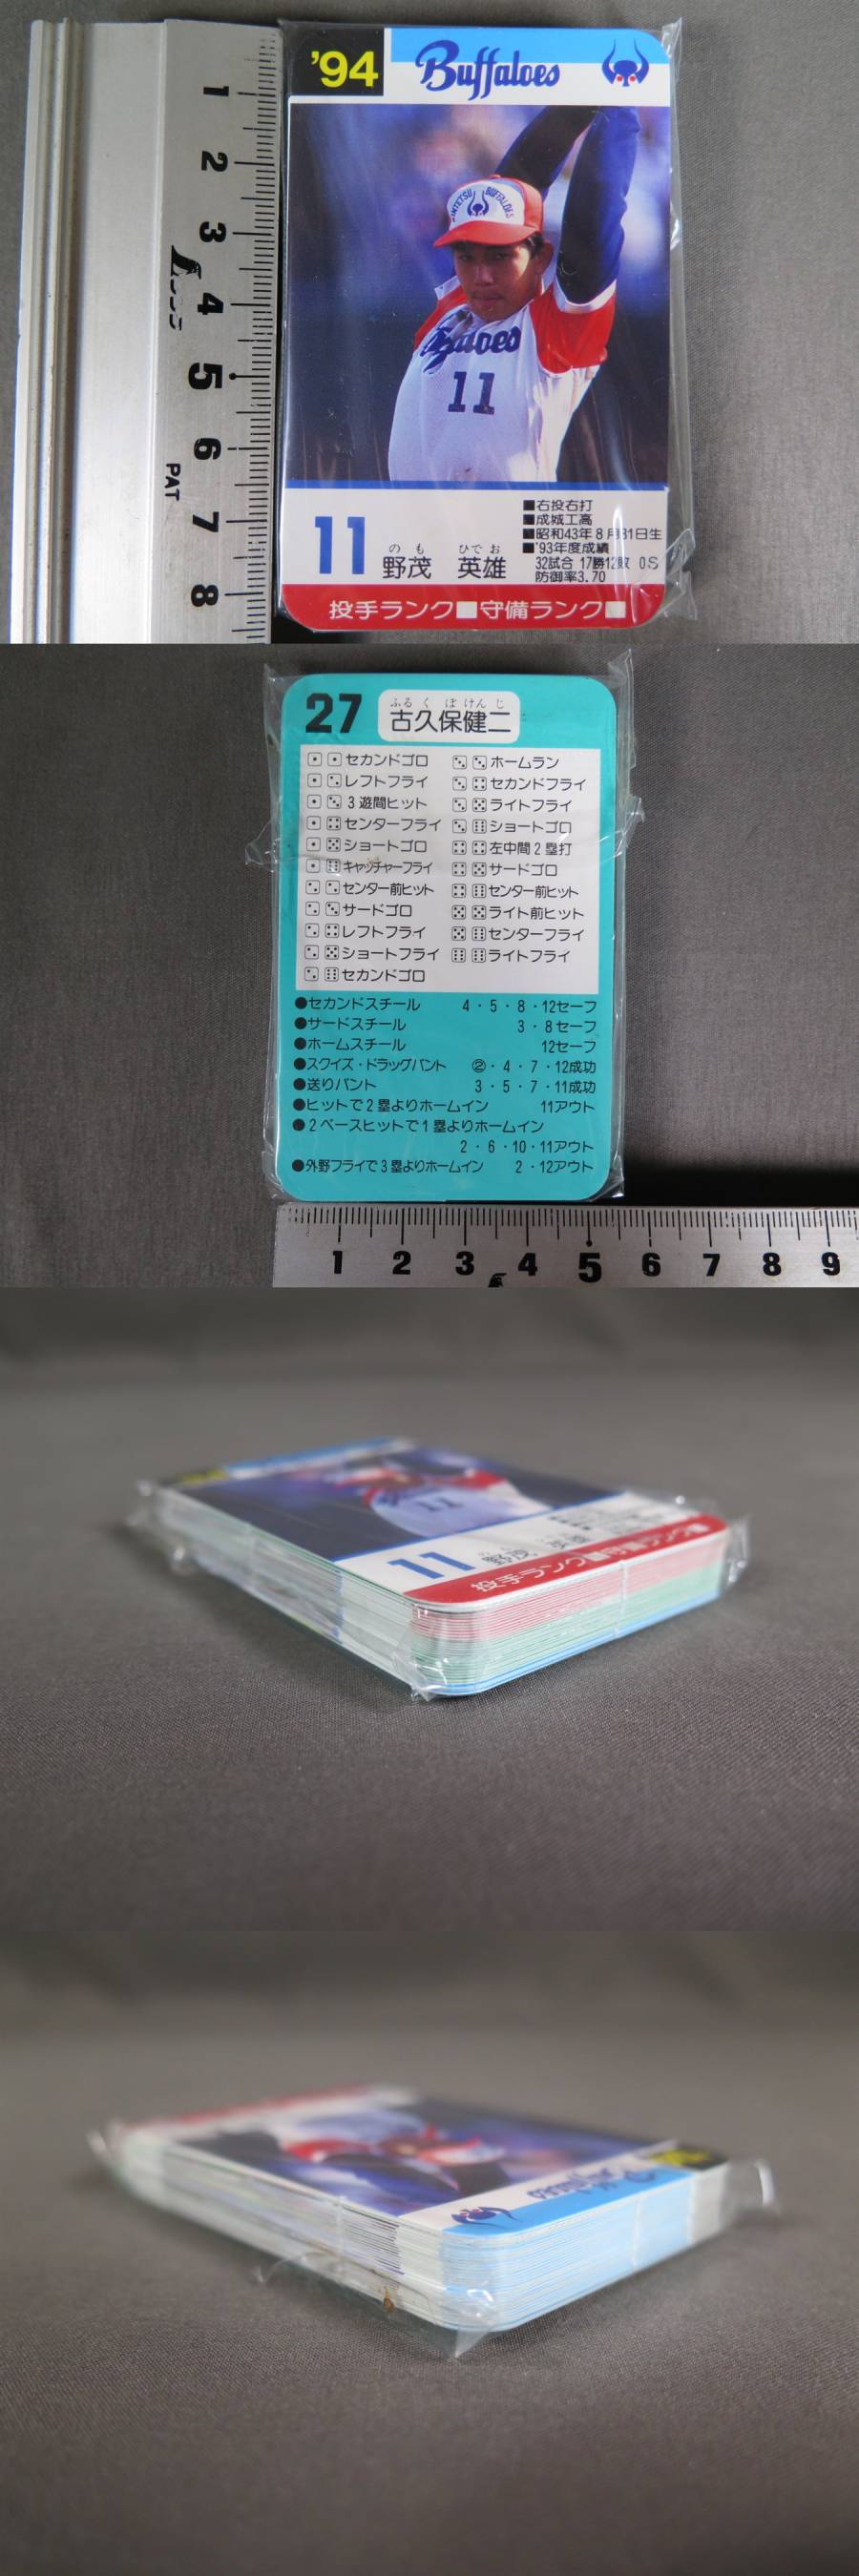 '94
Buffaloes
KINTETSU BUFFALOES
11
1
2
3
4
5
6
7
8
PAT
11
のも ひでお
野茂 英雄
■右投右打
■成城工高
■昭和43年8月31日生
■'93年度成績
32試合 17勝12敗 0S
防御率3.70
投手ランク■守備ランク■
27
ふるくぼけんじ
古久保健二
⚀⚀セカンドゴロ
⚀⚁レフトフライ
⚀⚂3遊間ヒット
⚀⚃センターフライ
⚀⚄ショートゴロ
⚀⚅キャッチャーフライ
⚁⚁センター前ヒット
⚁⚂サードゴロ
⚁⚃レフトフライ
⚁⚄ショートフライ
⚁⚅セカンドゴロ
⚂⚂ホームラン
⚂⚃セカンドフライ
⚂⚄ライトフライ
⚂⚅ショートゴロ
⚃⚃左中間2塁打
⚃⚄サードゴロ
⚃⚅センター前ヒット
⚄⚄ライト前ヒット
⚄⚅センターフライ
⚅⚅ライトフライ
●セカンドスチール 4・5・8・12セーフ
●サードスチール 3・8セーフ
●ホームスチール 12セーフ
●スクイズ・ドラッグバント ②・4・7・12成功
●送りバント 3・5・7・11成功
●ヒットで2塁よりホームイン 11アウト
●2ベースヒットで1塁よりホームイン
2・6・10・11アウト
●外野フライで3塁よりホームイン 2・12アウト
1 2 3 4 5 6 7 8 9
11
野茂 英雄
投手ランク■守備ランク■